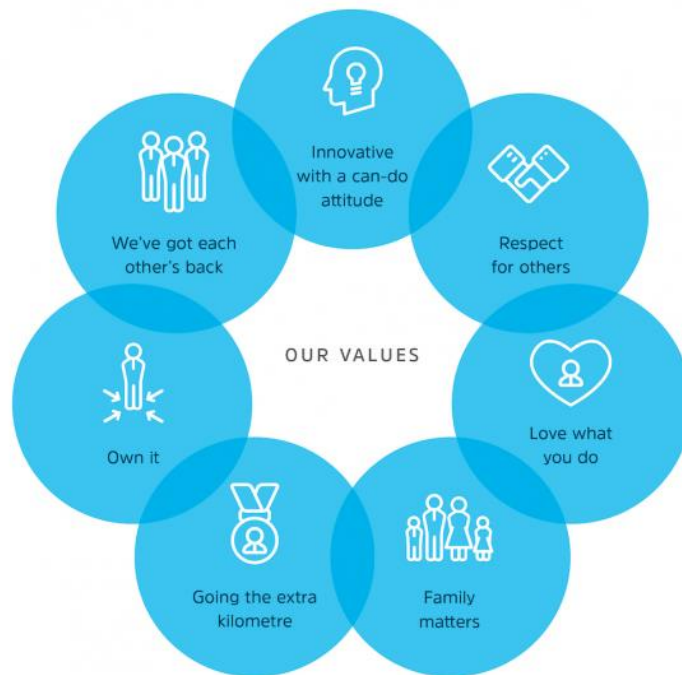 Innovative
with a can-do
attitude
Respect
for others
Love what
you do
Family
matters
Going the extra
kilometre
Own it
We've got each
other's back
OUR VALUES